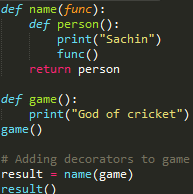 def name(func):
    def person():
        print("Sachin")
        func()
    return person

def game():
    print("God of cricket")
game()

# Adding decorators to game
result = name(game)
result()